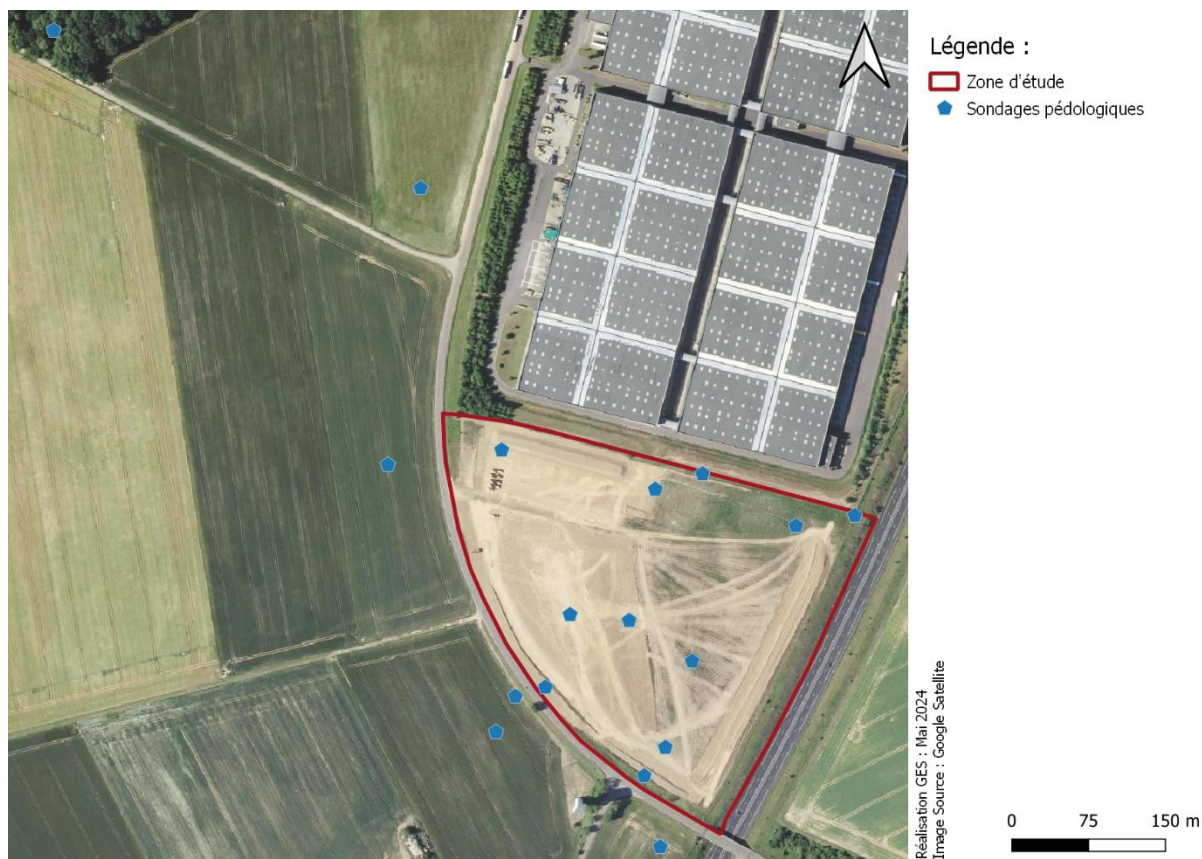 Légende :
Zone d'étude
Sondages pédologiques
Réalisation GES : Mai 2024
Image Source : Google Satellite
0 75 150 m